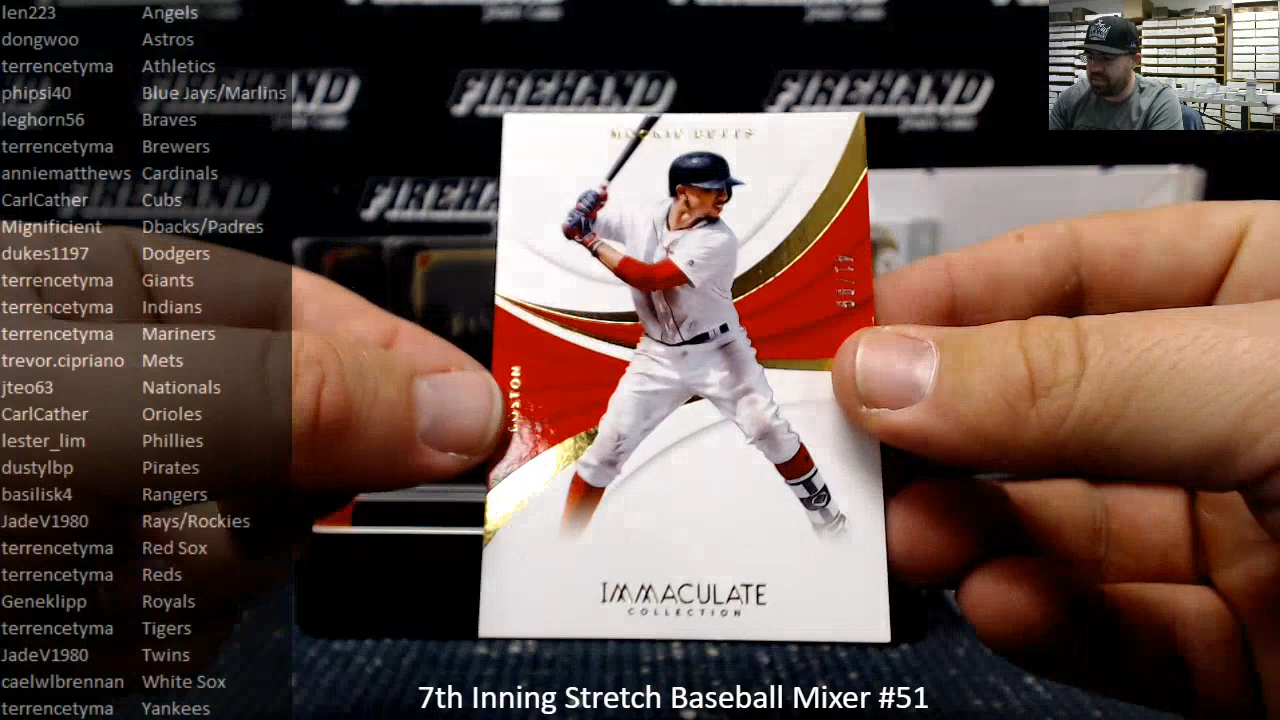 len223 Angels
dongwoo Astros
terrencetyma Athletics
phipsi40 Blue Jays/Marlins
leghorn56 Braves
terrencetyma Brewers
anniematthews Cardinals
CarlCather Cubs
Mignificient Dbacks/Padres
dukes1197 Dodgers
terrencetyma Giants
terrencetyma Indians
terrencetyma Mariners
trevor.cipriano Mets
jteo63 Nationals
CarlCather Orioles
lester_lim Phillies
dustylbp Pirates
basilisk4 Rangers
JadeV1980 Rays/Rockies
terrencetyma Red Sox
terrencetyma Reds
Geneklipp Royals
terrencetyma Tigers
JadeV1980 Twins
caelwlbrennan White Sox
terrencetyma Yankees
FIREHAND
FIREHAND
FIREHAND
MOOKIE BETTS
BOSTON
IMMACULATE
COLLECTION
7th Inning Stretch Baseball Mixer #51